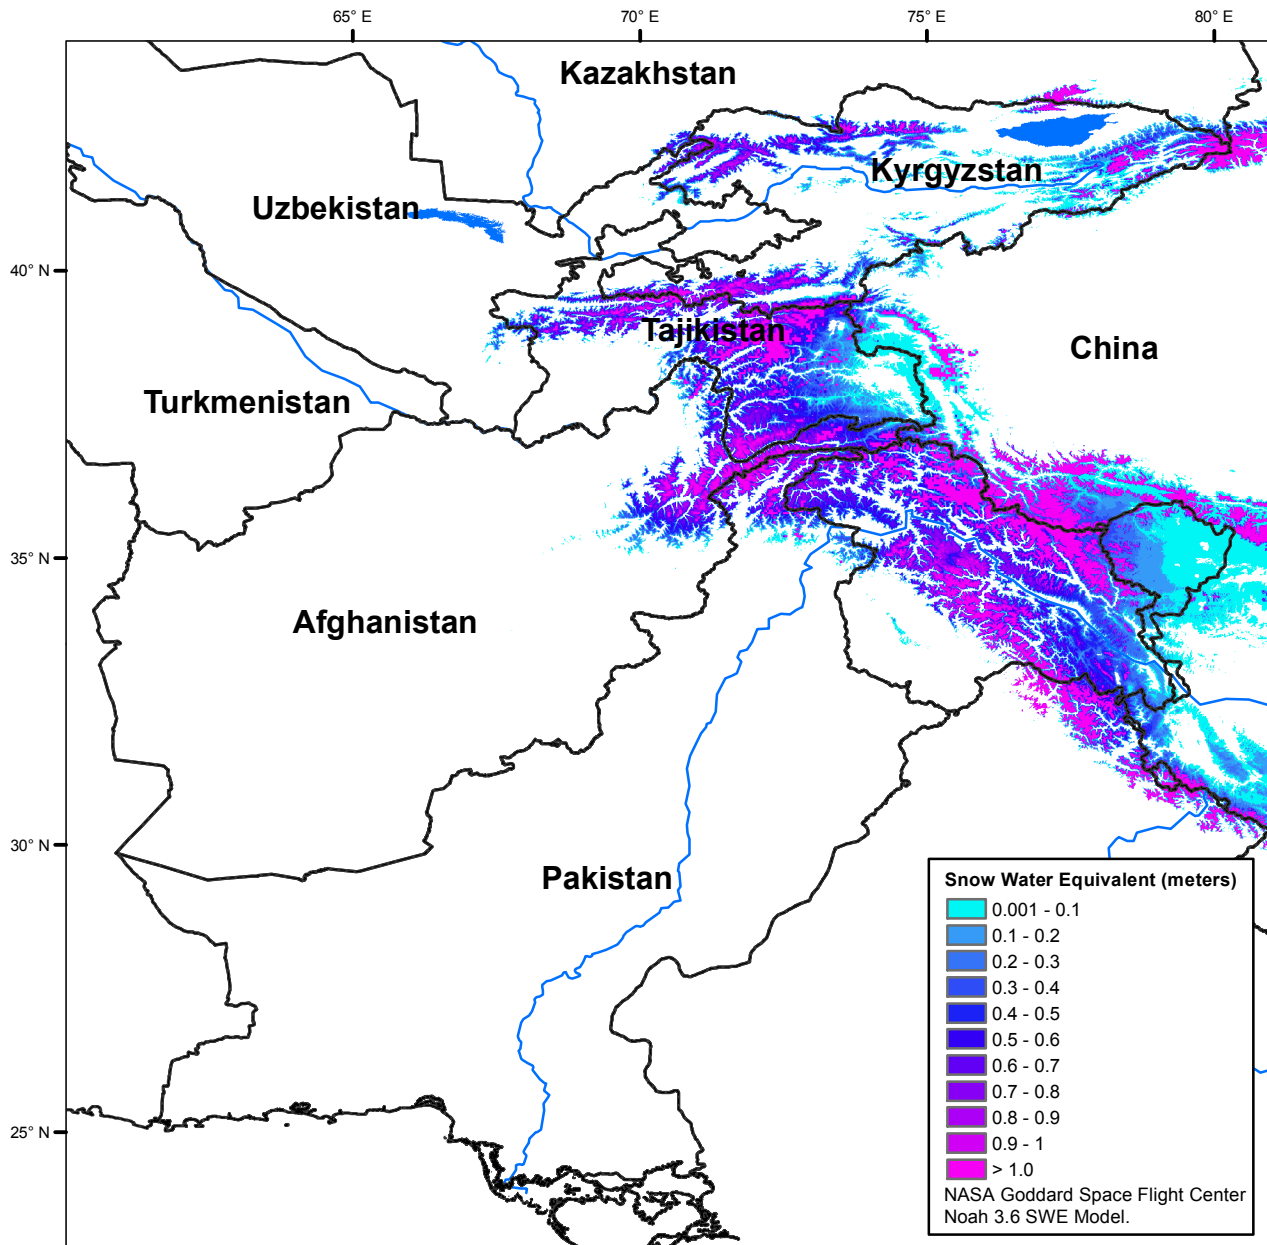 65° E
70° E
75° E
80° E
Kazakhstan
Kyrgyzstan
Uzbekistan
40° N
Tajikistan
China
Turkmenistan
35° N
Afghanistan
30° N
Pakistan
25° N
Snow Water Equivalent (meters)
0.001 - 0.1
0.1 - 0.2
0.2 - 0.3
0.3 - 0.4
0.4 - 0.5
0.5 - 0.6
0.6 - 0.7
0.7 - 0.8
0.8 - 0.9
0.9 - 1
> 1.0
NASA Goddard Space Flight Center
Noah 3.6 SWE Model.